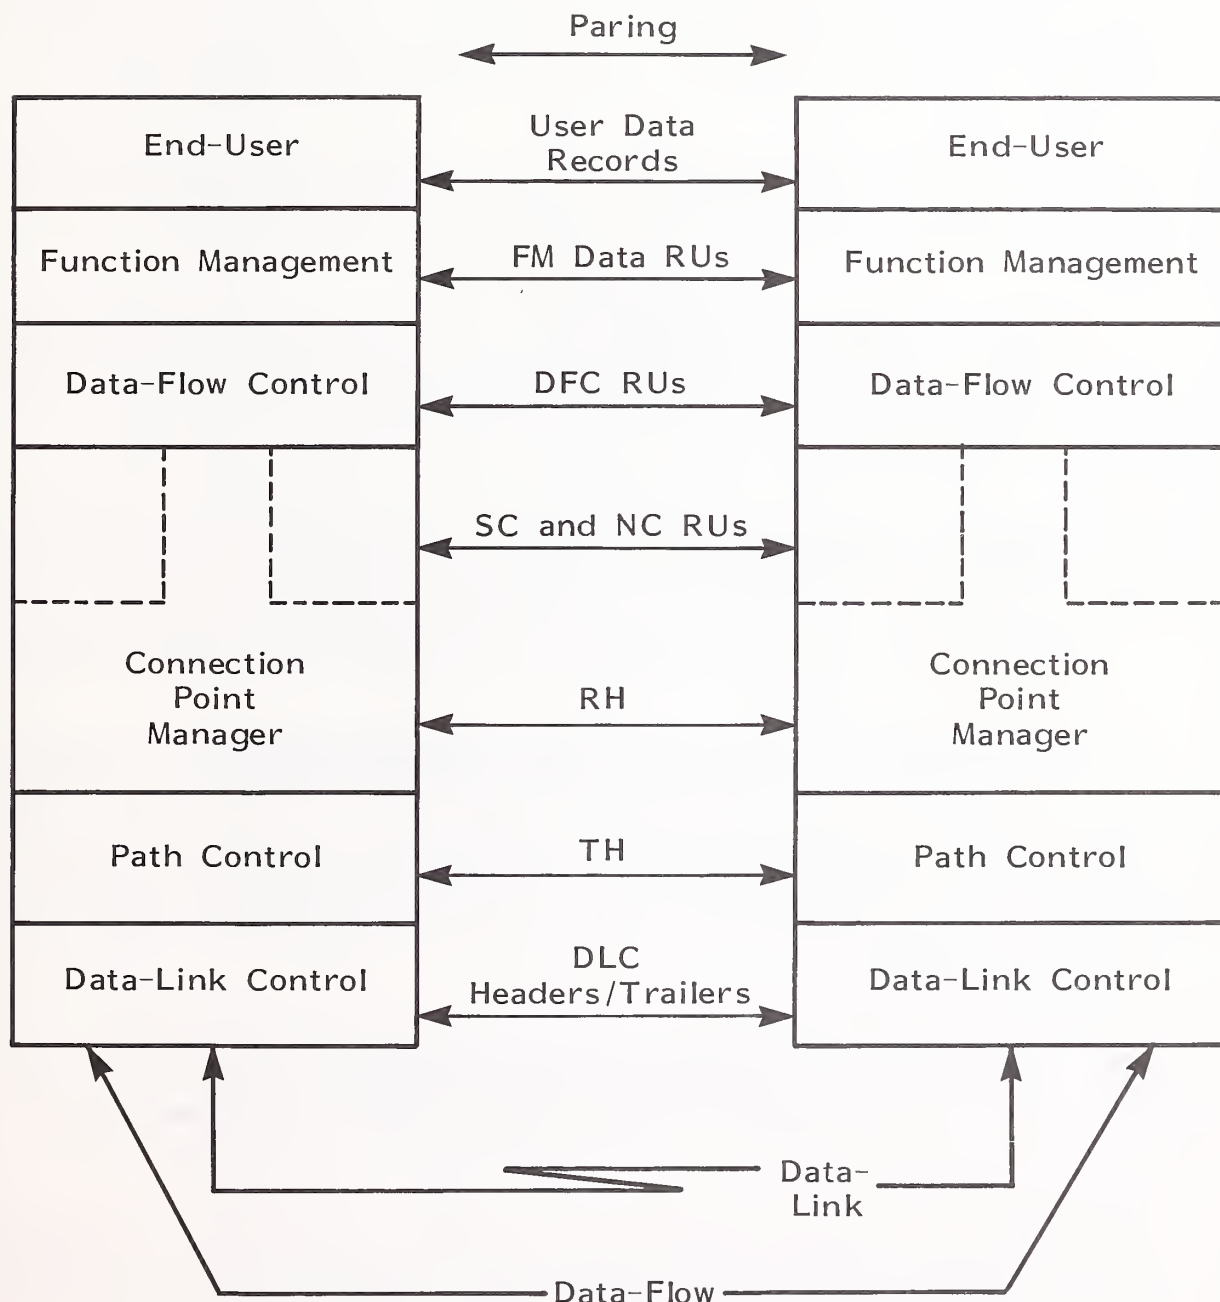 Paring
End-User
User Data
Records
End-User
Function Management
FM Data RUs
Function Management
Data-Flow Control
DFC RUs
Data-Flow Control
SC and NC RUs
Connection
Point
Manager
RH
Connection
Point
Manager
Path Control
TH
Path Control
Data-Link Control
DLC
Headers/Trailers
Data-Link Control
Data-
Link
Data-Flow